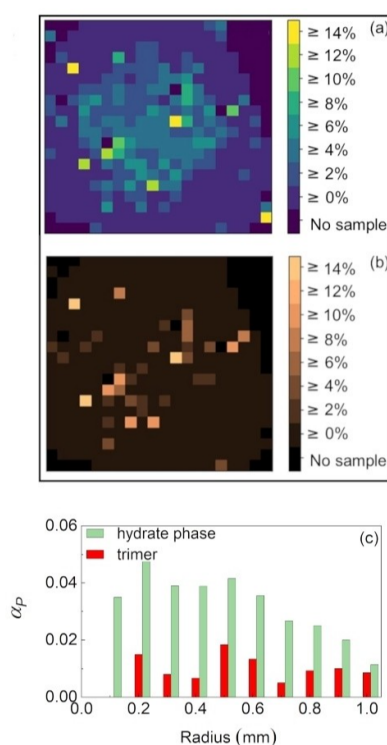 (a)
≥ 14%
≥ 12%
≥ 10%
≥ 8%
≥ 6%
≥ 4%
≥ 2%
≥ 0%
No sample
(b)
≥ 14%
≥ 12%
≥ 10%
≥ 8%
≥ 6%
≥ 4%
≥ 2%
≥ 0%
No sample
(c)
hydrate phase
trimer
0.06
0.04
0.02
0.00
αP
0.0 0.2 0.4 0.6 0.8 1.0
Radius (mm)